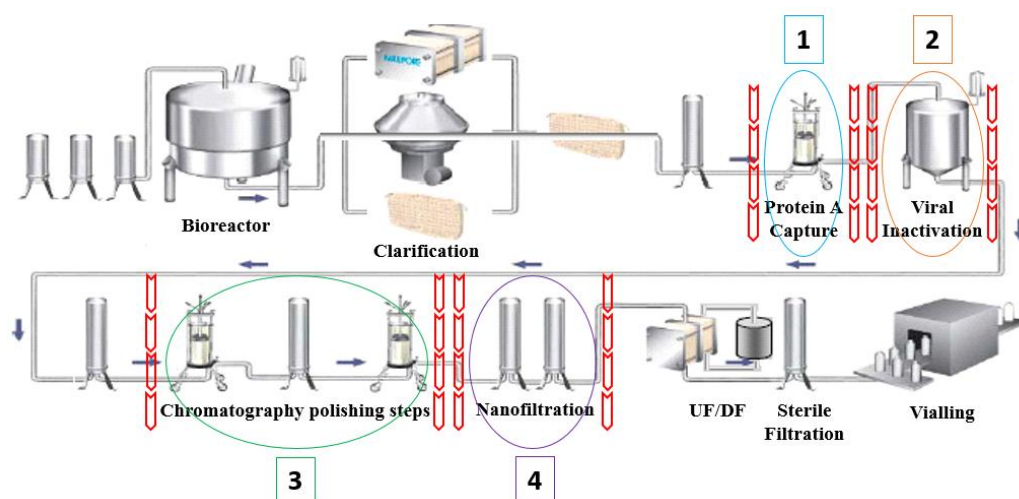 1
2
MILLIPORE
Bioreactor
Clarification
Protein A
Capture
Viral
Inactivation
Chromatography polishing steps
Nanofiltration
UF/DF
Sterile
Filtration
Vialling
3
4